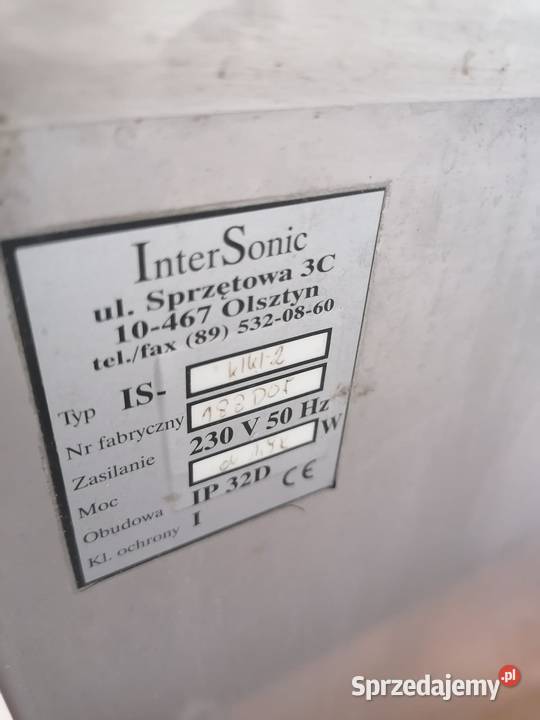 InterSonic
ul. Sprzętowa 3C
10-467 Olsztyn
tel./fax (89) 532-08-60
Typ IS-
Nr fabryczny
Zasilanie 230 V 50 Hz
Moc W
Obudowa IP 32D CE
Kl. ochrony I
Sprzedajemy.pl